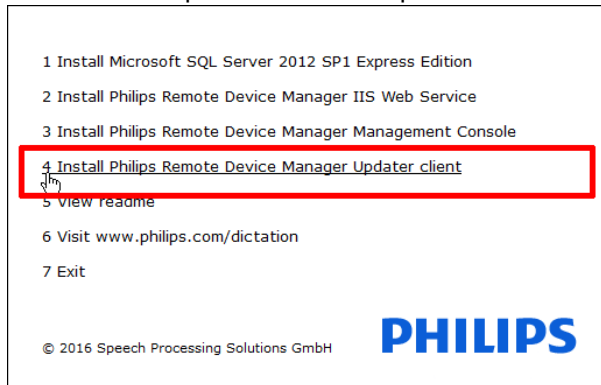 1 Install Microsoft SQL Server 2012 SP1 Express Edition
2 Install Philips Remote Device Manager IIS Web Service
3 Install Philips Remote Device Manager Management Console
4 Install Philips Remote Device Manager Updater client
5 View readme
6 Visit www.philips.com/dictation
7 Exit
© 2016 Speech Processing Solutions GmbH
PHILIPS